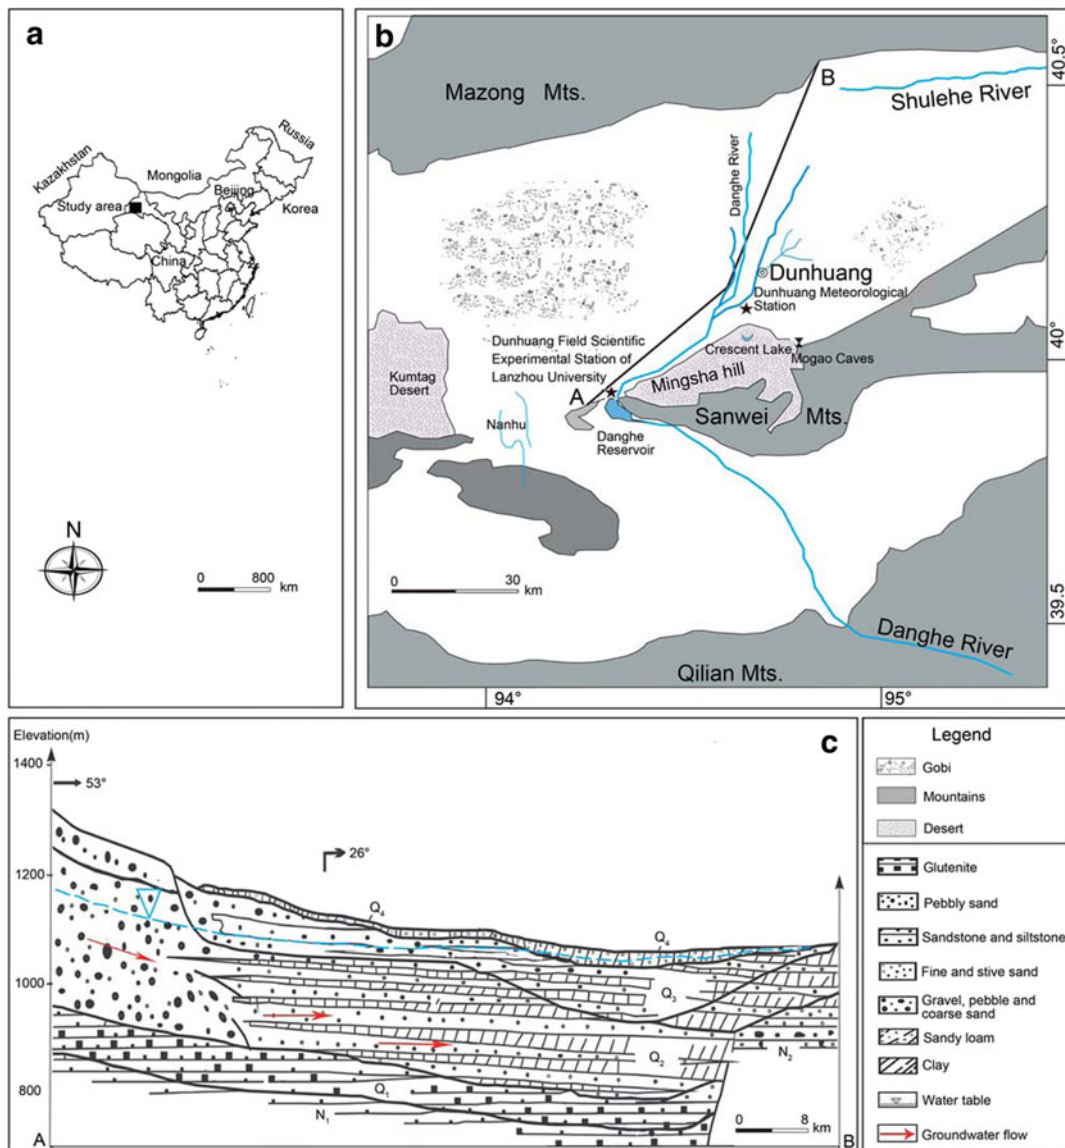 a
Kazakhstan
Russia
Mongolia
Beijing
Study area
Korea
China
N
0 800 km
b
Mazong Mts.
B
Shulehe River
40.5°
Danghe River
Dunhuang
Dunhuang Meteorological
Station
40°
Dunhuang Field Scientific
Experimental Station of
Lanzhou University
Crescent Lake
Mogao Caves
Kumtag
Desert
Mingsha hill
A
Sanwei Mts.
Nanhu
Danghe
Reservoir
0 30
km
39.5
Danghe River
Qilian Mts.
94° 95°
c
Elevation(m)
1400
53°
1200
26°
Q4
Q4
1000
Q3
N2
Q2
800
Q1
N1
0 8
km
A B
Legend
Gobi
Mountains
Desert
Glutenite
Pebbly sand
Sandstone and siltstone
Fine and stive sand
Gravel, pebble and
coarse sand
Sandy loam
Clay
Water table
Groundwater flow